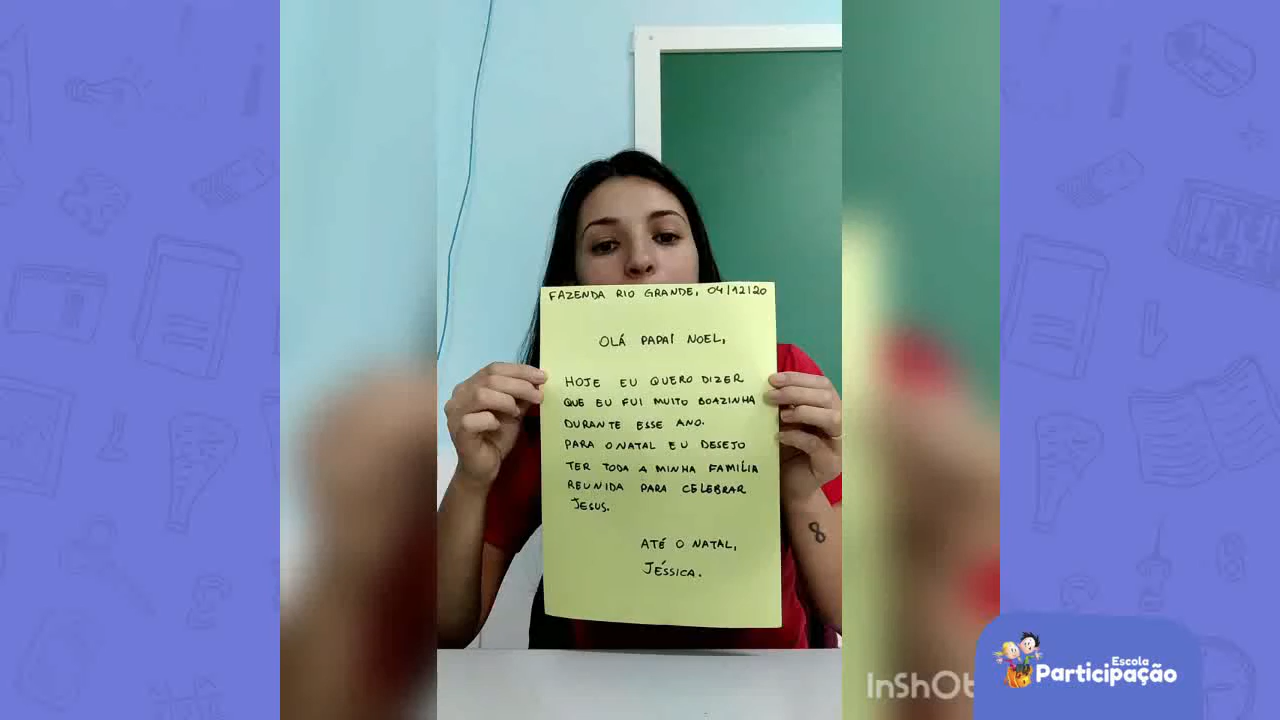 FAZENDA RIO GRANDE, 04/12/20
OLÁ PAPAI NOEL,
HOJE EU QUERO DIZER
QUE EU FUI MUITO BOAZINHA
DURANTE ESSE ANO.
PARA O NATAL EU DESEJO
TER TODA A MINHA FAMÍLIA
REUNIDA PARA CELEBRAR
JESUS.
ATÉ O NATAL,
JÉSSICA.
8
InShOt
Escola
Participação